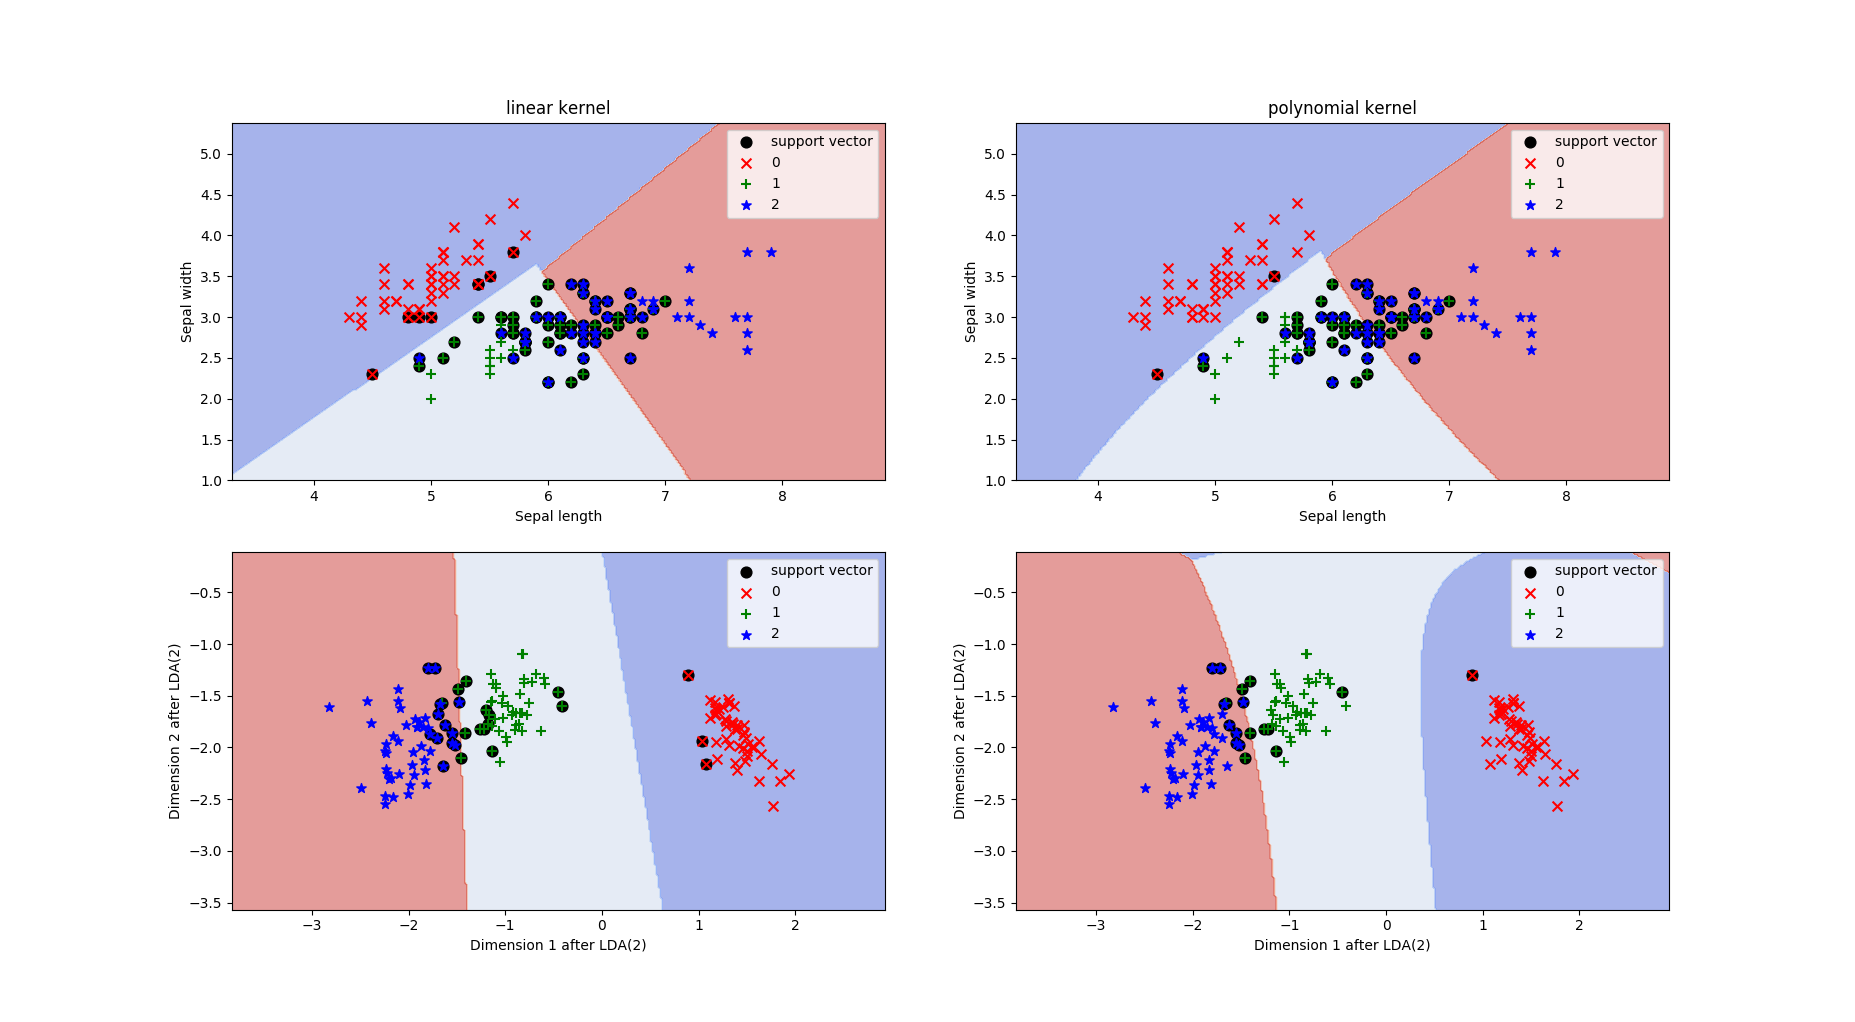 linear kernel
5.0
4.5
4.0
3.5
3.0
2.5
2.0
1.5
1.0
Sepal width
support vector
0
1
2
4 5 6 7 8
Sepal length
polynomial kernel
5.0
4.5
4.0
3.5
3.0
2.5
2.0
1.5
1.0
Sepal width
support vector
0
1
2
4 5 6 7 8
Sepal length
−0.5
−1.0
−1.5
−2.0
−2.5
−3.0
−3.5
Dimension 2 after LDA(2)
support vector
0
1
2
−3 −2 −1 0 1 2
Dimension 1 after LDA(2)
−0.5
−1.0
−1.5
−2.0
−2.5
−3.0
−3.5
Dimension 2 after LDA(2)
support vector
0
1
2
−3 −2 −1 0 1 2
Dimension 1 after LDA(2)